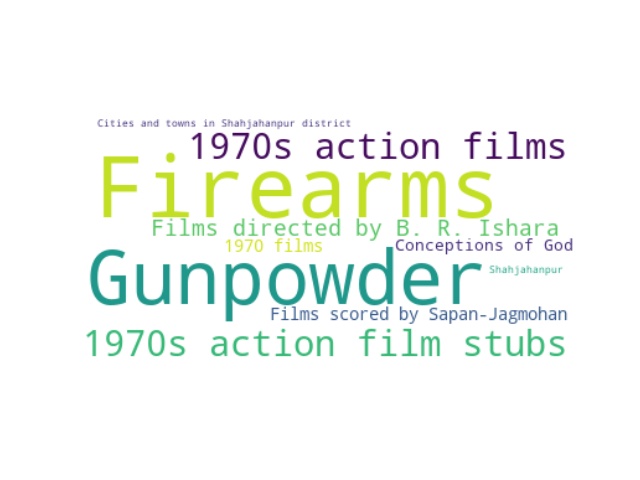 Cities and towns in Shahjahanpur district
1970s action films
Firearms
Films directed by B. R. Ishara
1970 films
Conceptions of God
Gunpowder
Shahjahanpur
Films scored by Sapan-Jagmohan
1970s action film stubs